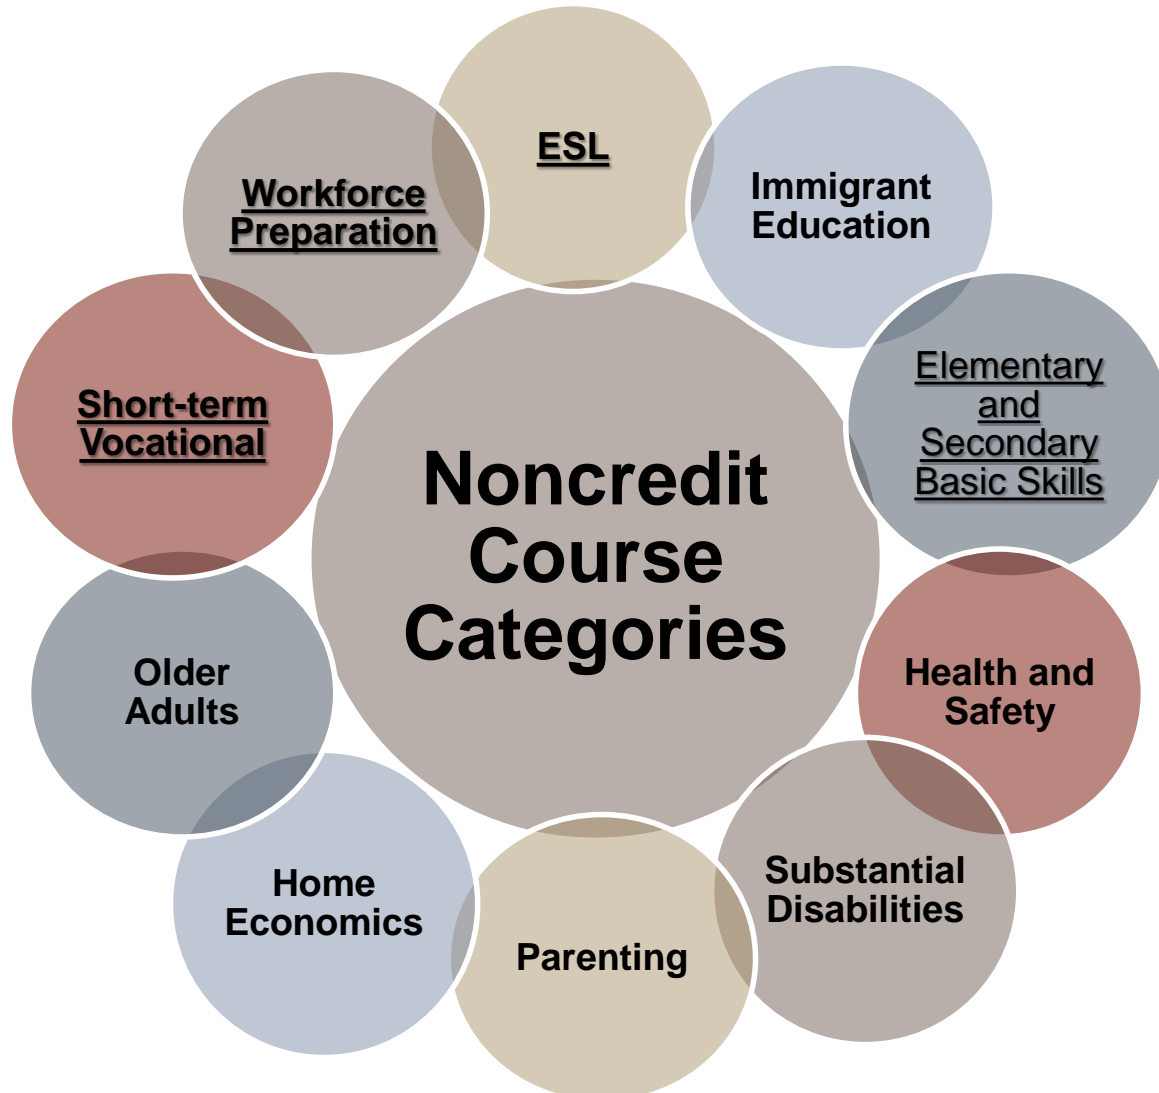 ESL
Immigrant
Education
Elementary
and
Secondary
Basic Skills
Health and
Safety
Substantial
Disabilities
Parenting
Home
Economics
Older
Adults
Short-term
Vocational
Workforce
Preparation
Noncredit
Course
Categories